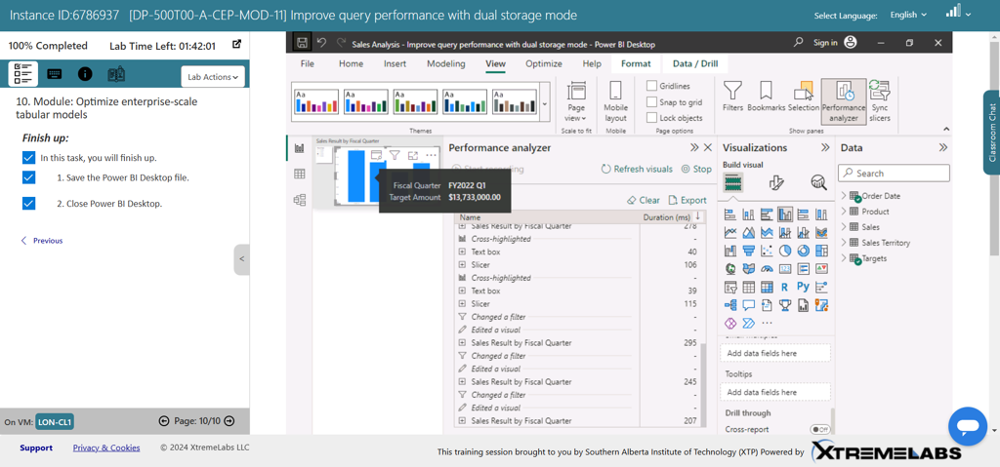 Instance ID:6786937 [DP-500T00-A-CEP-MOD-11] Improve query performance with dual storage mode
Select Language: English
100% Completed Lab Time Left: 01:42:01
Lab Actions
10. Module: Optimize enterprise-scale
tabular models
Finish up:
In this task, you will finish up.
1. Save the Power BI Desktop file.
2. Close Power BI Desktop.
Previous
On VM: LON-CL1
Page: 10/10
Sales Analysis - Improve query performance with dual storage mode - Power BI Desktop
Sign in
File Home Insert Modeling View Optimize Help Format Data / Drill
Aa Aa Aa Aa Aa
Themes
Page
view
Scale to fit
Mobile
layout
Mobile
Gridlines
Snap to grid
Lock objects
Page options
Filters Bookmarks Selection Performance
analyzer
Sync
slicers
Show panes
Sales Result by Fiscal Quarter
Fiscal Quarter FY2022 Q1
Target Amount $13,733,000.00
Performance analyzer
Start recording
Refresh visuals
Stop
Clear Export
Name Duration (ms)
Sales Result by Fiscal Quarter 278
Cross-highlighted -
Text box 40
Slicer 106
Cross-highlighted -
Text box 39
Slicer 115
Changed a filter -
Edited a visual -
Sales Result by Fiscal Quarter 295
Changed a filter -
Edited a visual -
Sales Result by Fiscal Quarter 245
Changed a filter -
Edited a visual -
Sales Result by Fiscal Quarter 207
Visualizations
Build visual
R Py
Small multiples
Add data fields here
Tooltips
Add data fields here
Drill through
Cross-report
Off
Data
Search
Order Date
Product
Sales
Sales Territory
Targets
Classroom Chat
Support Privacy & Cookies © 2024 XtremeLabs LLC
This training session brought to you by Southern Alberta Institute of Technology (XTP) Powered by
XTREMELABS